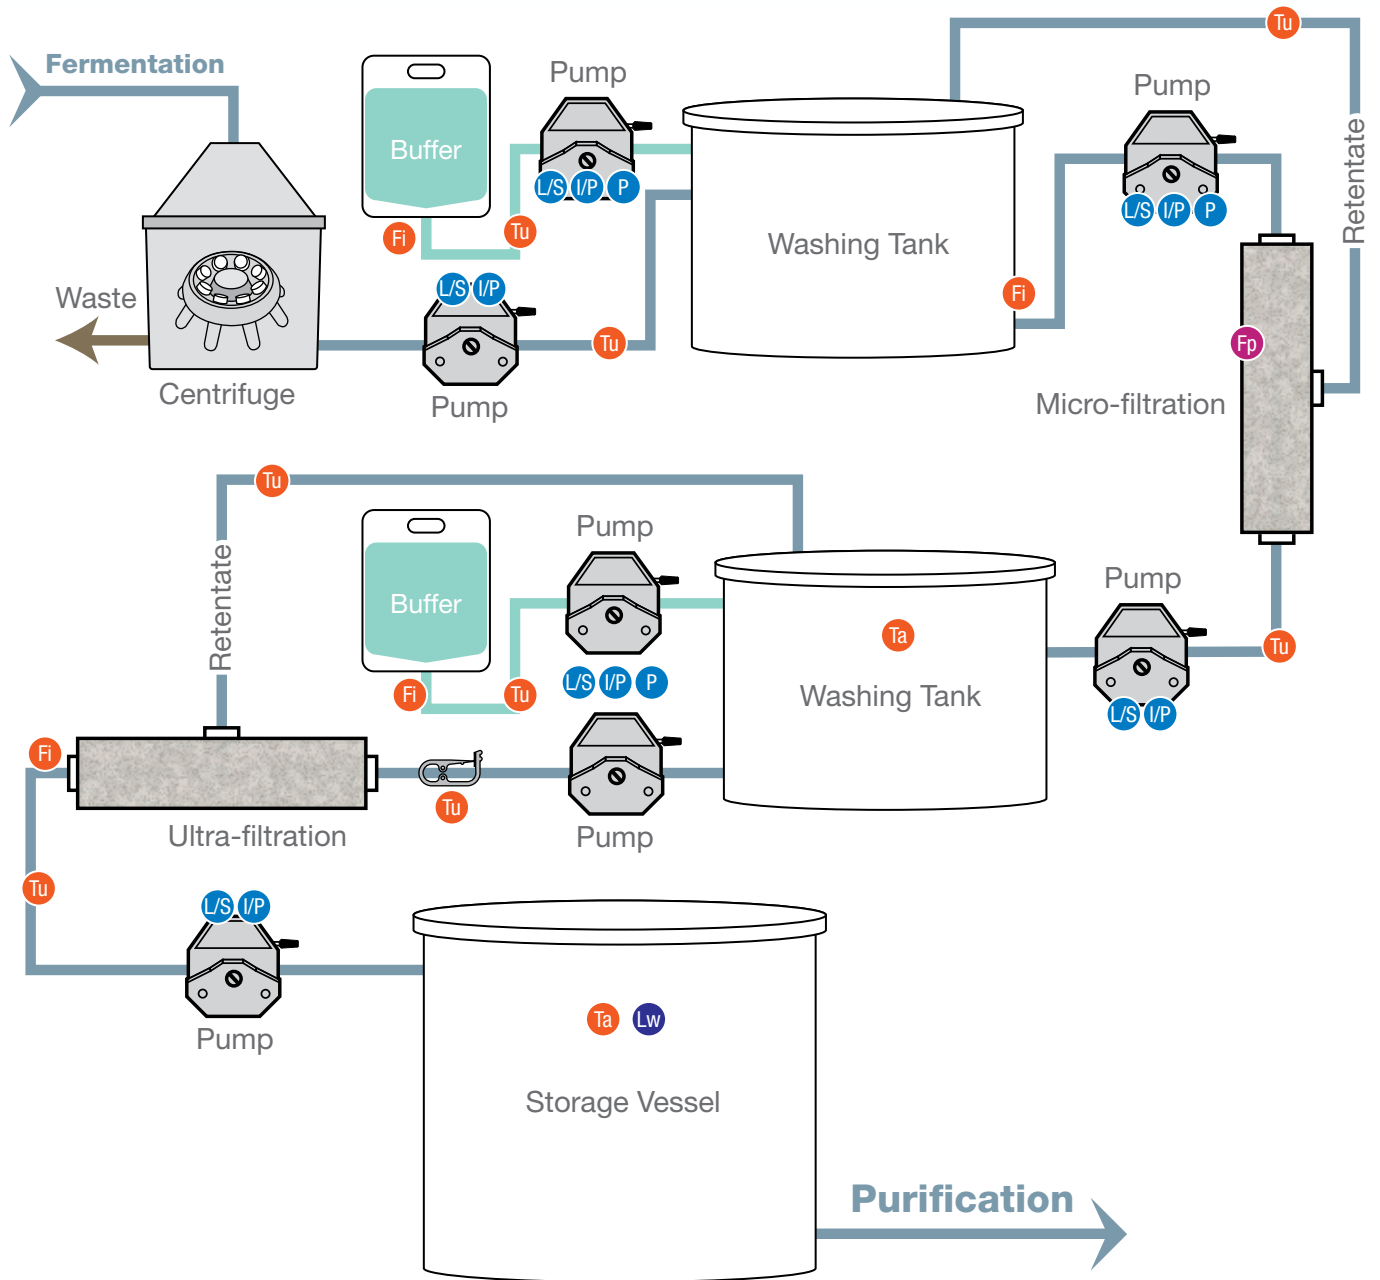 Fermentation
Tu
Pump
Pump
Buffer
L/S I/P P
Tu
Fi
Washing Tank
L/S I/P P
Retentate
Waste
L/S I/P
Fi
Tu
Fp
Centrifuge
Pump
Micro-filtration
Tu
Retentate
Pump
Buffer
Pump
Ta
Tu
Fi
Tu
L/S I/P P
Washing Tank
L/S I/P
Fi
Tu
Ultra-filtration
Pump
Tu
L/S I/P
Pump
Ta Lw
Storage Vessel
Purification